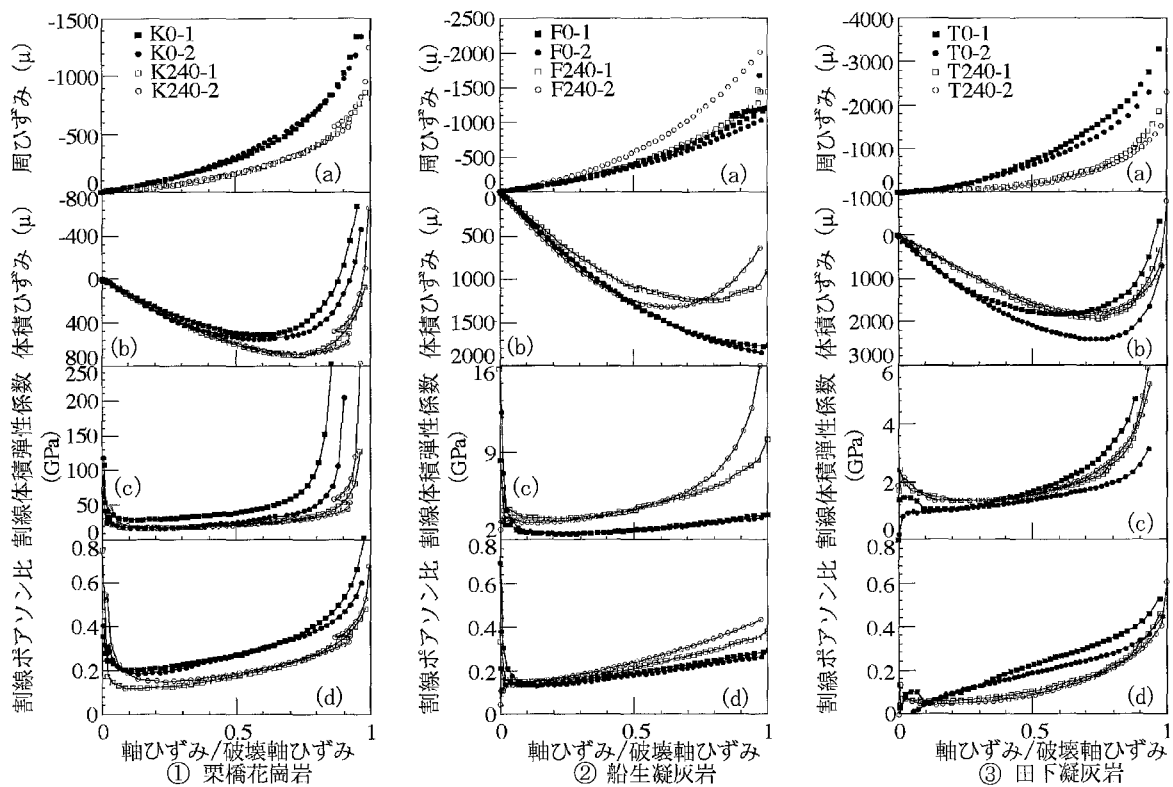 周ひずみ (μ)
-1500
-1000
-500
0
K0-1
K0-2
K240-1
K240-2
(a)
体積ひずみ (μ)
-800
-400
0
400
800
(b)
割線体積弾性係数
(GPa)
250
200
150
100
50
0
(c)
割線ポアソン比
0.8
0.6
0.4
0.2
0
(d)
0 0.5 1
軸ひずみ/破壊軸ひずみ
① 栗橋花崗岩
周ひずみ (μ)
-2500
-2000
-1500
-1000
-500
0
F0-1
F0-2
F240-1
F240-2
(a)
体積ひずみ (μ)
0
500
1000
1500
2000
(b)
割線体積弾性係数
(GPa)
16
9
2
(c)
割線ポアソン比
0.8
0.6
0.4
0.2
0
(d)
0 0.5 1
軸ひずみ/破壊軸ひずみ
② 船生凝灰岩
周ひずみ (μ)
-4000
-3000
-2000
-1000
0
T0-1
T0-2
T240-1
T240-2
(a)
体積ひずみ (μ)
-1000
0
1000
2000
3000
(b)
割線体積弾性係数
(GPa)
6
4
2
0
(c)
割線ポアソン比
0.8
0.6
0.4
0.2
0
(d)
0 0.5 1
軸ひずみ/破壊軸ひずみ
③ 田下凝灰岩